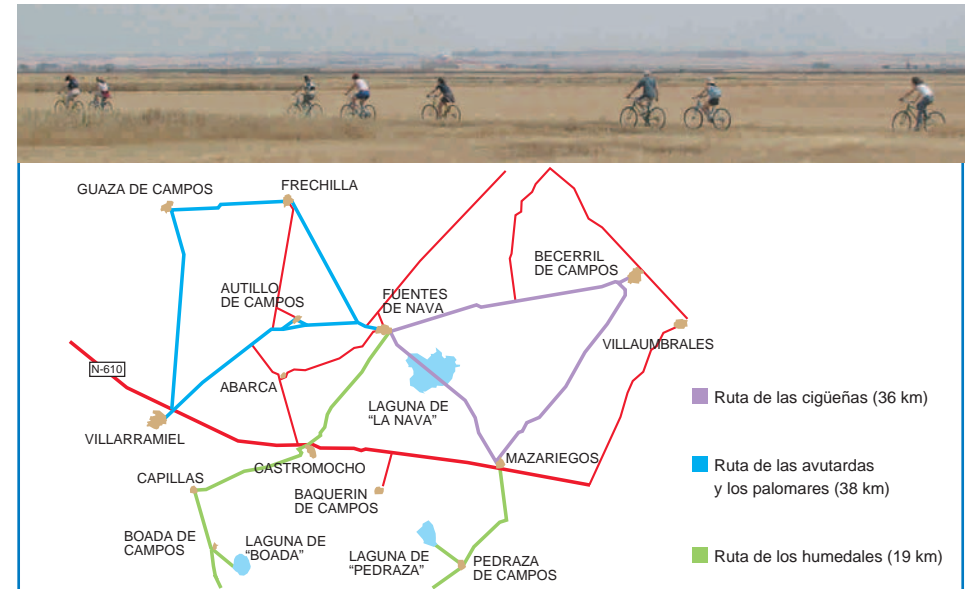 GUAZA DE CAMPOS
FRECHILLA
BECERRIL
DE CAMPOS
AUTILLO
DE CAMPOS
FUENTES
DE NAVA
VILLAUMBRALES
N-610
ABARCA
LAGUNA DE
“LA NAVA”
Ruta de las cigüeñas (36 km)
VILLARRAMIEL
CASTROMOCHO
MAZARIEGOS
Ruta de las avutardas
y los palomares (38 km)
CAPILLAS
BAQUERIN
DE CAMPOS
BOADA DE
CAMPOS
LAGUNA DE
“BOADA”
LAGUNA DE
“PEDRAZA”
PEDRAZA
DE CAMPOS
Ruta de los humedales (19 km)